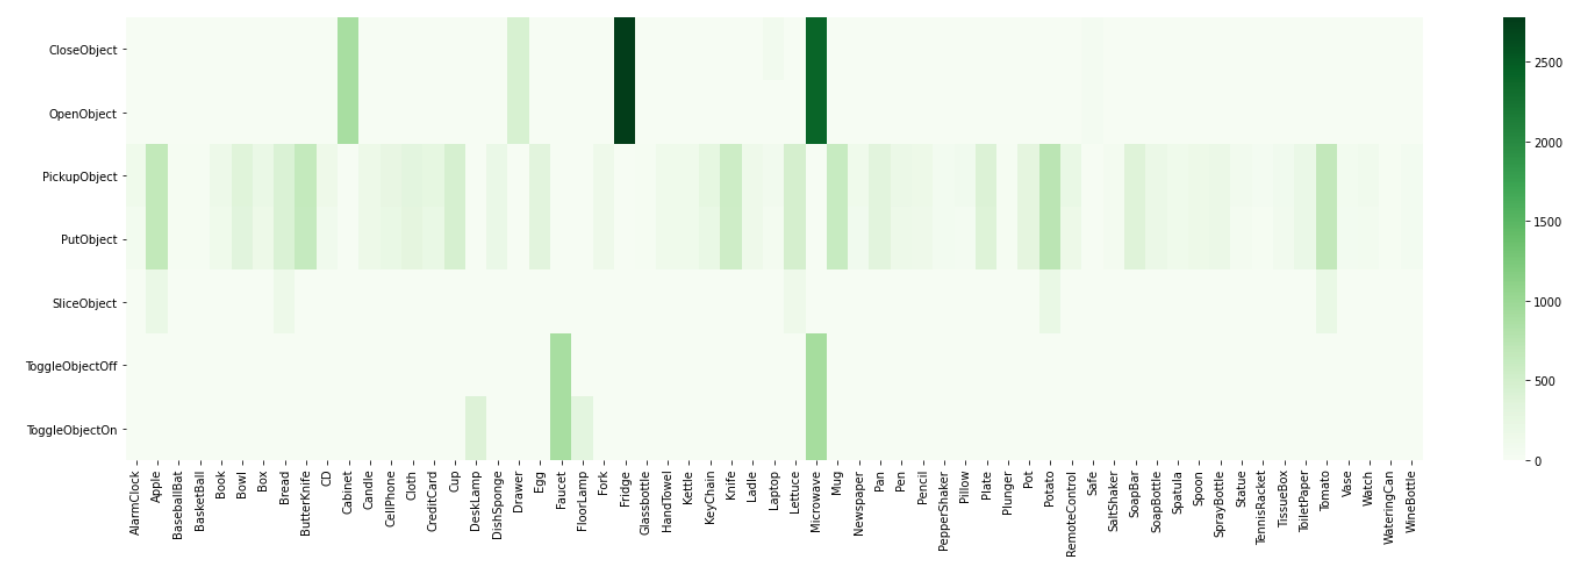 CloseObject
OpenObject
PickupObject
PutObject
SliceObject
ToggleObjectOff
ToggleObjectOn
AlarmClock
Apple
BaseballBat
BasketBall
Book
Bowl
Box
Bread
ButterKnife
CD
Cabinet
Candle
CellPhone
Cloth
CreditCard
Cup
DeskLamp
DishSponge
Drawer
Egg
Faucet
FloorLamp
Fork
Fridge
Glassbottle
HandTowel
Kettle
KeyChain
Knife
Ladle
Laptop
Lettuce
Microwave
Mug
Newspaper
Pan
Pen
Pencil
PepperShaker
Pillow
Plate
Plunger
Pot
Potato
RemoteControl
Safe
SaltShaker
SoapBar
SoapBottle
Spatula
Spoon
SprayBottle
Statue
TennisRacket
TissueBox
ToiletPaper
Tomato
Vase
Watch
WateringCan
WineBottle
2500
2000
1500
1000
500
0